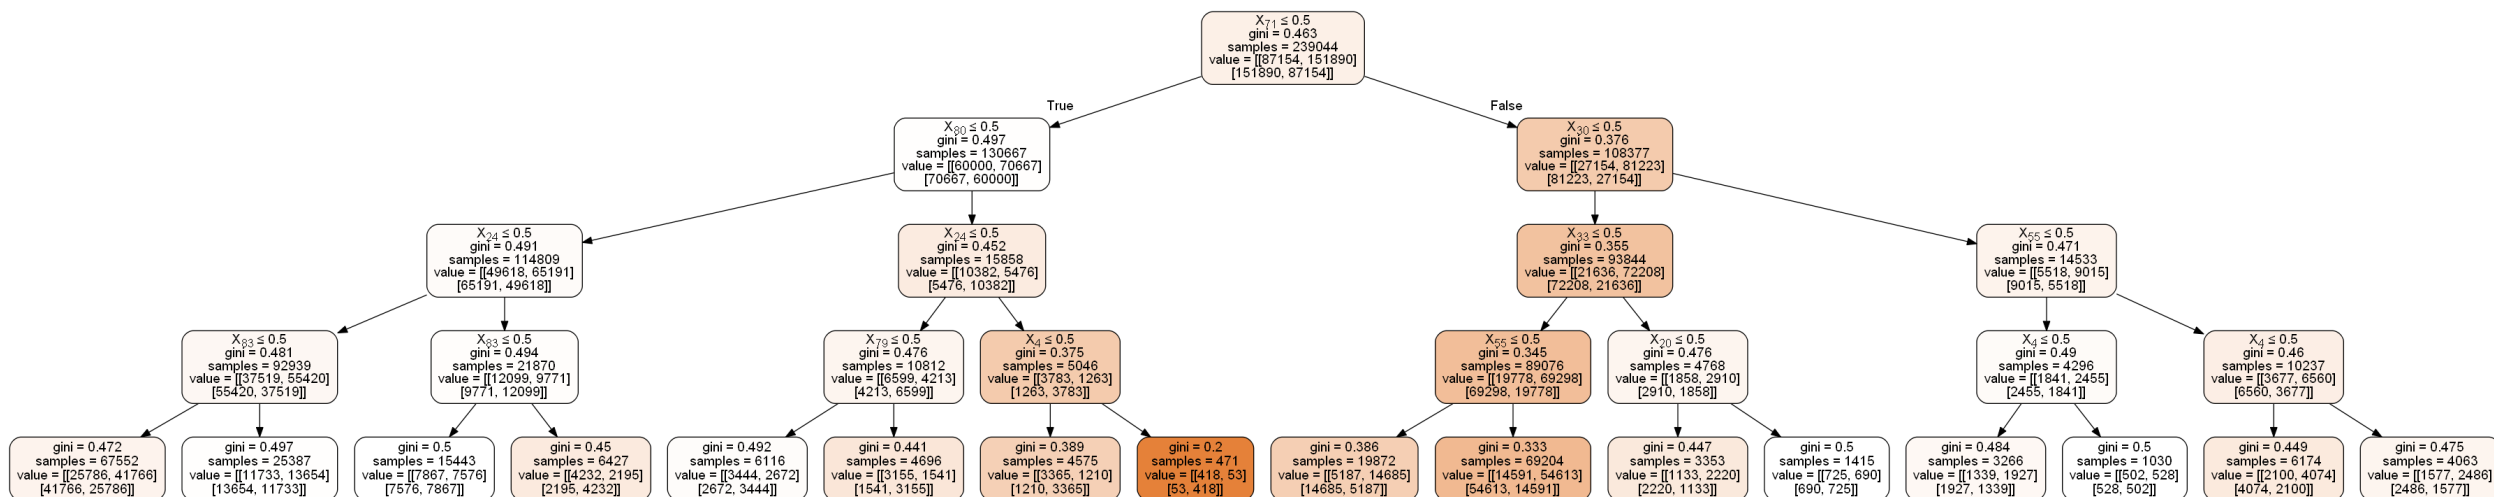 X71 ≤ 0.5
gini = 0.463
samples = 239044
value = [[87154, 151890]
[151890, 87154]]
True
False
X80 ≤ 0.5
gini = 0.497
samples = 130667
value = [[60000, 70667]
[70667, 60000]]
X30 ≤ 0.5
gini = 0.376
samples = 108377
value = [[27154, 81223]
[81223, 27154]]
X24 ≤ 0.5
gini = 0.491
samples = 114809
value = [[49618, 65191]
[65191, 49618]]
X24 ≤ 0.5
gini = 0.452
samples = 15858
value = [[10382, 5476]
[5476, 10382]]
X33 ≤ 0.5
gini = 0.355
samples = 93844
value = [[21636, 72208]
[72208, 21636]]
X55 ≤ 0.5
gini = 0.471
samples = 14533
value = [[5518, 9015]
[9015, 5518]]
X83 ≤ 0.5
gini = 0.481
samples = 92939
value = [[37519, 55420]
[55420, 37519]]
X83 ≤ 0.5
gini = 0.494
samples = 21870
value = [[12099, 9771]
[9771, 12099]]
X79 ≤ 0.5
gini = 0.476
samples = 10812
value = [[6599, 4213]
[4213, 6599]]
X4 ≤ 0.5
gini = 0.375
samples = 5046
value = [[3783, 1263]
[1263, 3783]]
X55 ≤ 0.5
gini = 0.345
samples = 89076
value = [[19778, 69298]
[69298, 19778]]
X20 ≤ 0.5
gini = 0.476
samples = 4768
value = [[1858, 2910]
[2910, 1858]]
X4 ≤ 0.5
gini = 0.49
samples = 4296
value = [[1841, 2455]
[2455, 1841]]
X4 ≤ 0.5
gini = 0.46
samples = 10237
value = [[3677, 6560]
[6560, 3677]]
gini = 0.472
samples = 67552
value = [[25786, 41766]
[41766, 25786]]
gini = 0.497
samples = 25387
value = [[11733, 13654]
[13654, 11733]]
gini = 0.5
samples = 15443
value = [[7867, 7576]
[7576, 7867]]
gini = 0.45
samples = 6427
value = [[4232, 2195]
[2195, 4232]]
gini = 0.492
samples = 6116
value = [[3444, 2672]
[2672, 3444]]
gini = 0.441
samples = 4696
value = [[3155, 1541]
[1541, 3155]]
gini = 0.389
samples = 4575
value = [[3365, 1210]
[1210, 3365]]
gini = 0.2
samples = 471
value = [[418, 53]
[53, 418]]
gini = 0.386
samples = 19872
value = [[5187, 14685]
[14685, 5187]]
gini = 0.333
samples = 69204
value = [[14591, 54613]
[54613, 14591]]
gini = 0.447
samples = 3353
value = [[1133, 2220]
[2220, 1133]]
gini = 0.5
samples = 1415
value = [[725, 690]
[690, 725]]
gini = 0.484
samples = 3266
value = [[1339, 1927]
[1927, 1339]]
gini = 0.5
samples = 1030
value = [[502, 528]
[528, 502]]
gini = 0.449
samples = 6174
value = [[2100, 4074]
[4074, 2100]]
gini = 0.475
samples = 4063
value = [[1577, 2486]
[2486, 1577]]